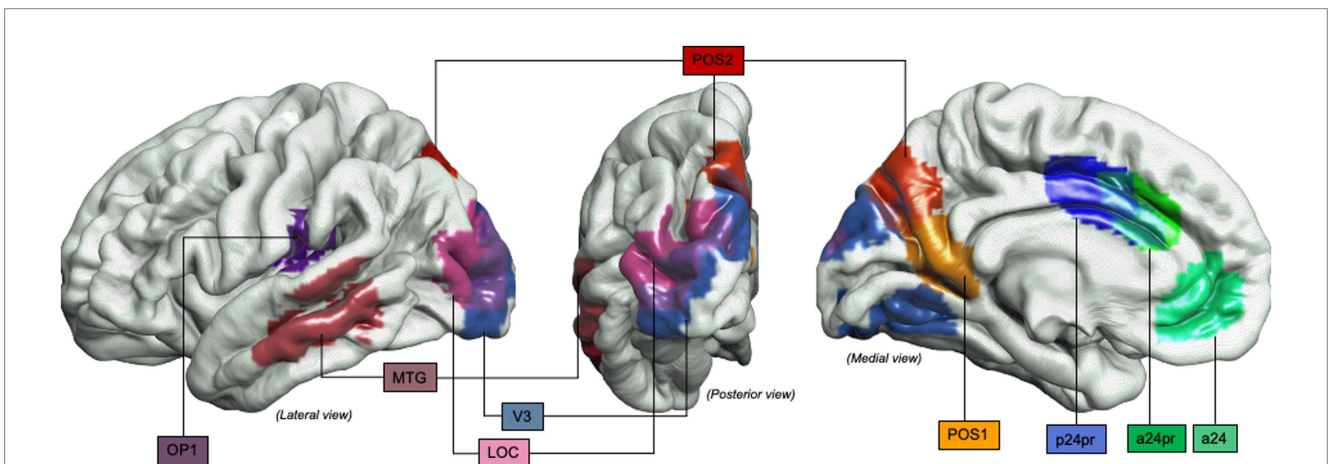 POS2
(Medial view)
MTG
(Posterior view)
(Lateral view)
V3
POS1
p24pr
a24pr
a24
OP1
LOC